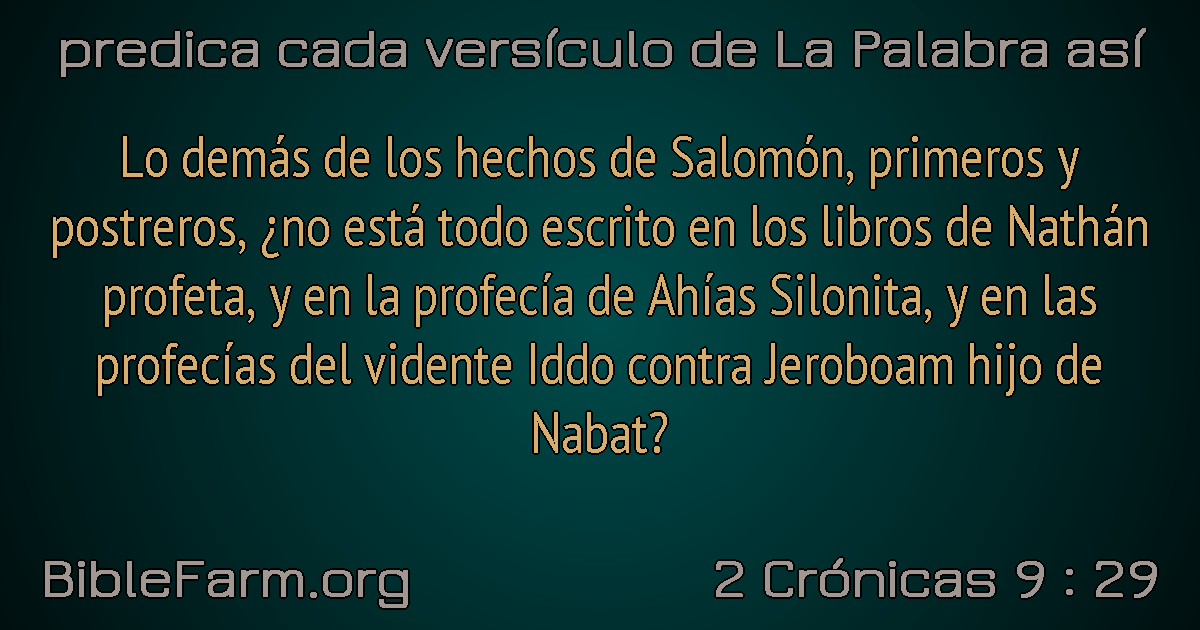 predica cada versículo de La Palabra así
Lo demás de los hechos de Salomón, primeros y
postreros, ¿no está todo escrito en los libros de Nathán
profeta, y en la profecía de Ahías Silonita, y en las
profecías del vidente Iddo contra Jeroboam hijo de
Nabat?
BibleFarm.org
2 Crónicas 9 : 29